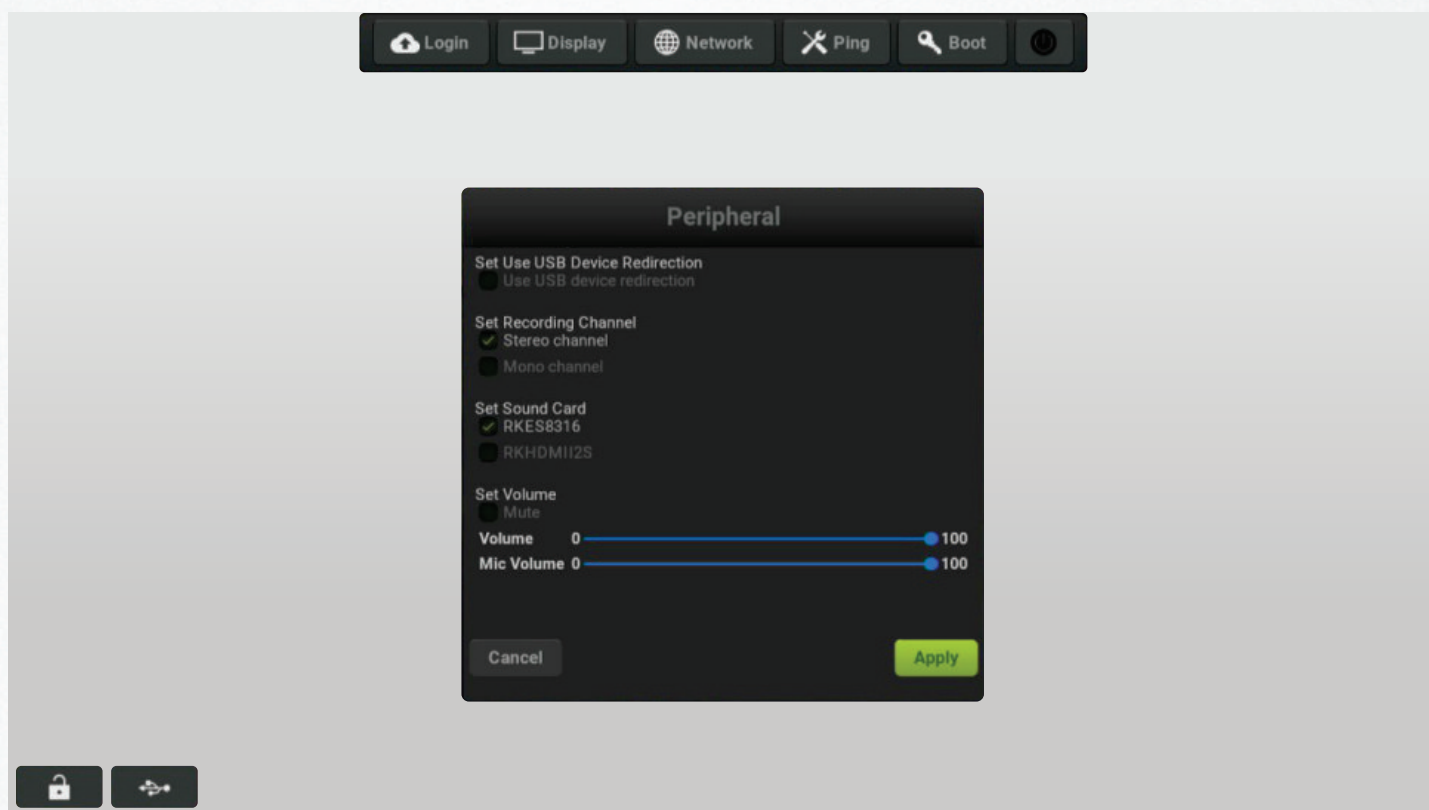 Login Display Network Ping Boot
Peripheral
Set Use USB Device Redirection
Use USB device redirection
Set Recording Channel
Stereo channel
Mono channel
Set Sound Card
RKES8316
RKHDMII2S
Set Volume
Mute
Volume 0 100
Mic Volume 0 100
Cancel Apply